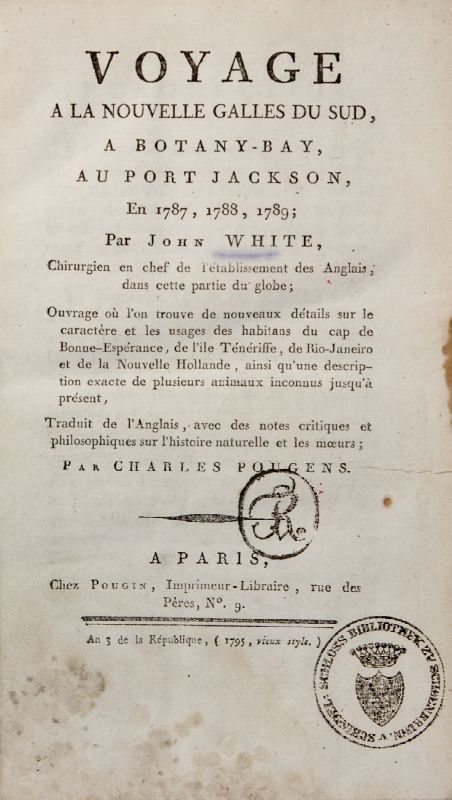 VOYAGE
A LA NOUVELLE GALLES DU SUD,
A BOTANY-BAY,
AU PORT JACKSON,
En 1787, 1788, 1789;
Par JOHN WHITE,
Chirurgien en chef de l'établissement des Anglais,
dans cette partie du globe;
Ouvrage où l'on trouve de nouveaux détails sur le
caractère et les usages des habitans du cap de
Bonne-Espérance, de l'ile Ténériffe, de Rio-Janeiro
et de la Nouvelle Hollande, ainsi qu'une descrip-
tion exacte de plusieurs animaux inconnus jusqu'à
présent,
Traduit de l'Anglais, avec des notes critiques et
philosophiques sur l'histoire naturelle et les mœurs;
PAR CHARLES POUGENS.
A PARIS,
Chez POUGIN, Imprimeur-Libraire, rue des
Pères, N°. 9.
An 3 de la République, (1795, vieux style.)
SCHLOSS BIBLIOTHEK ZV